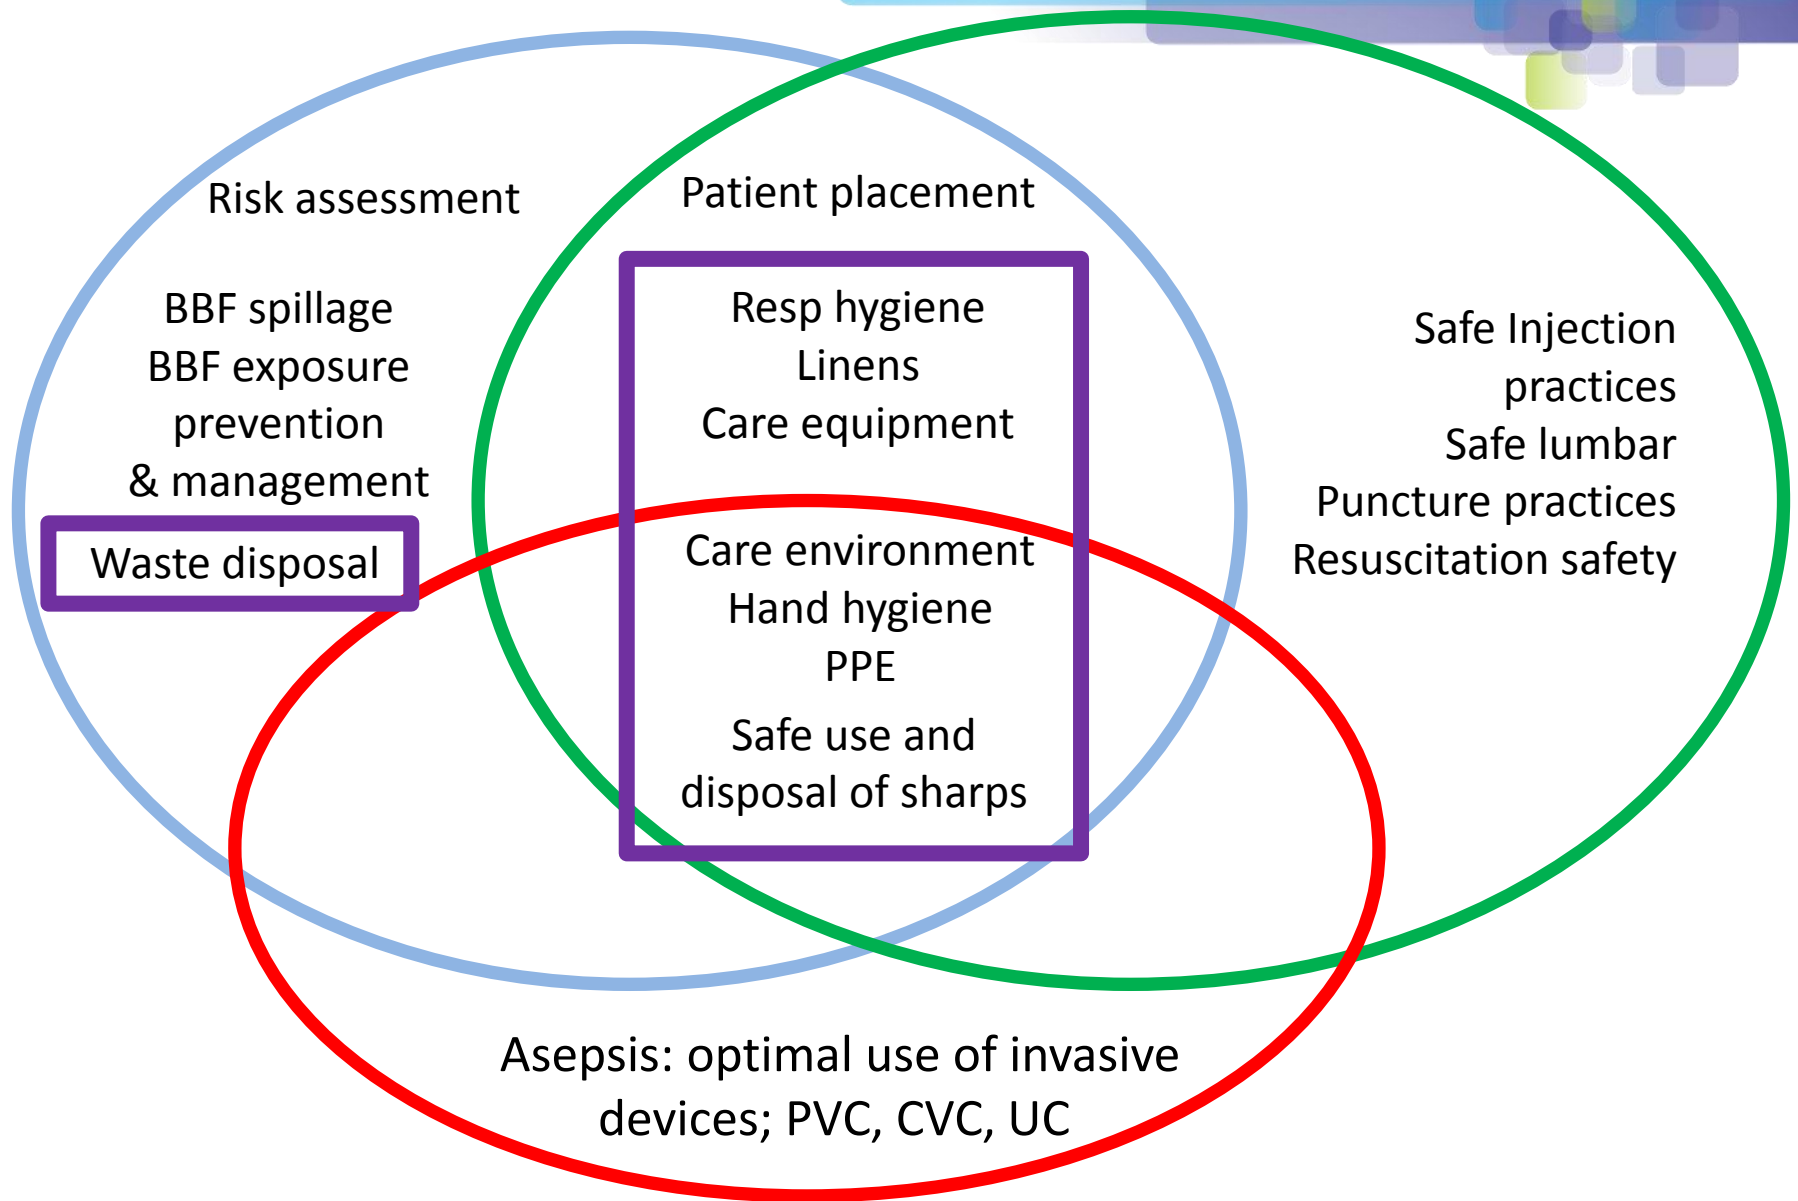 Risk assessment
BBF spillage
BBF exposure
prevention
& management
Waste disposal
Patient placement
Resp hygiene
Linens
Care equipment
Care environment
Hand hygiene
PPE
Safe use and
disposal of sharps
Safe Injection
practices
Safe lumbar
Puncture practices
Resuscitation safety
Asepsis: optimal use of invasive
devices; PVC, CVC, UC